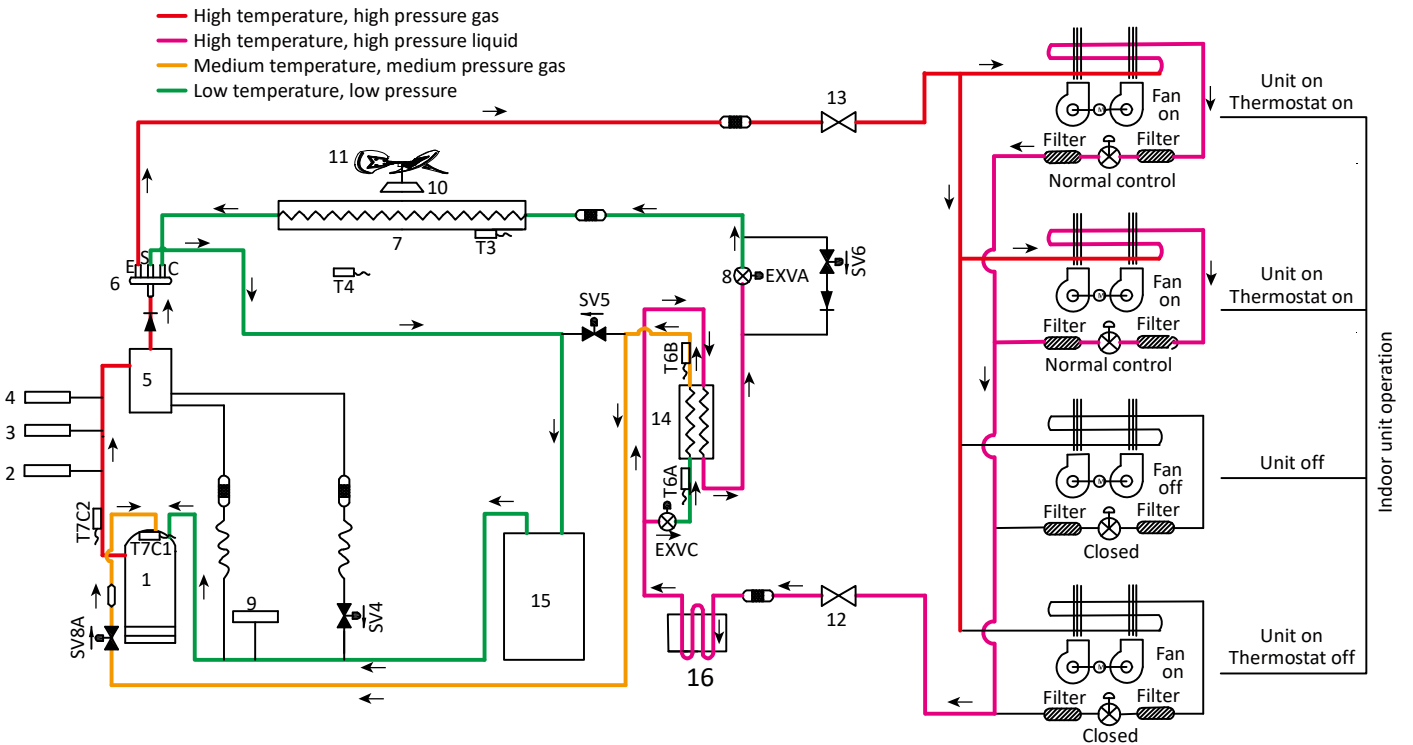 High temperature, high pressure gas
High temperature, high pressure liquid
Medium temperature, medium pressure gas
Low temperature, low pressure
13
11
10
7
T3
T4
E
S
C
6
8
EXVA
SV6
SV5
T6B
14
T6A
EXVC
5
4
3
2
T7C2
T7C1
1
SV8A
9
SV4
15
16
12
Fan
on
Filter
Filter
Normal control
M
Unit on
Thermostat on
Fan
on
Filter
Filter
Normal control
M
Unit on
Thermostat on
Fan
off
Filter
Filter
Closed
M
Unit off
Fan
on
Filter
Filter
Closed
M
Unit on
Thermostat off
Indoor unit operation